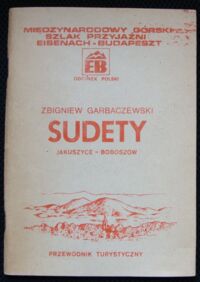 MIĘDZYNARODOWY GÓRSKI
SZLAK PRZYJAŹNI
EISENACH-BUDAPESZT
EB
ODCINEK POLSKI
ZBIGNIEW GARBACZEWSKI
SUDETY
JAKUSZYCE - BOBOSZÓW
PRZEWODNIK TURYSTYCZNY